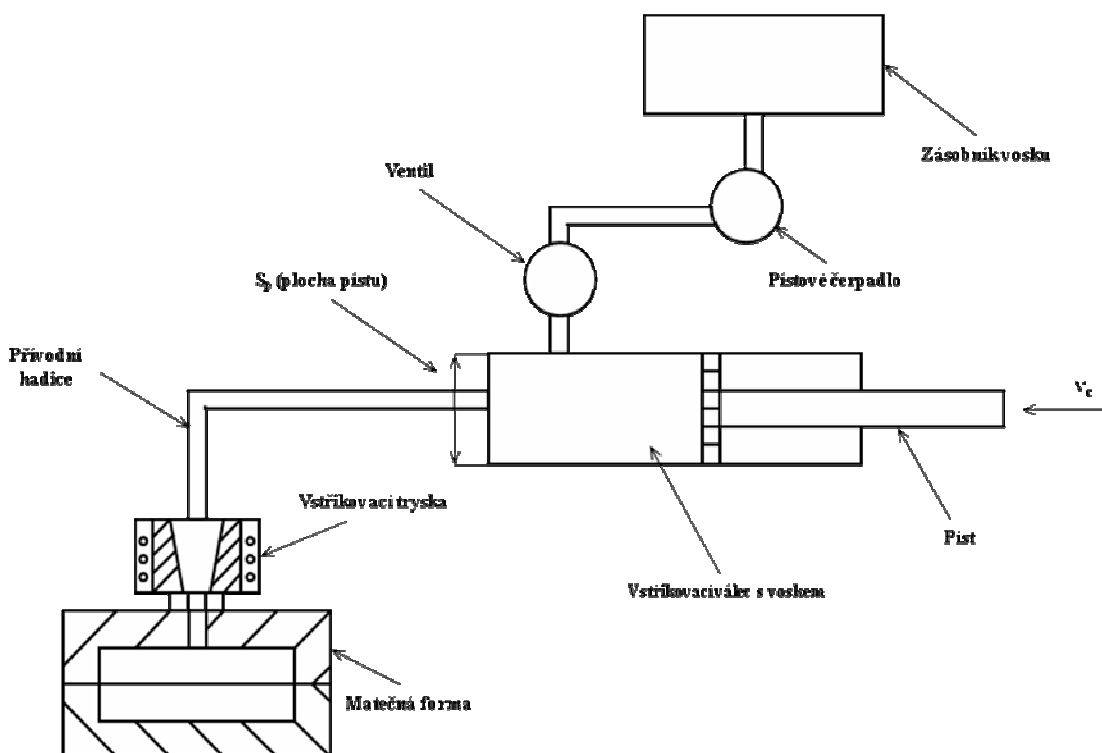 Zásobník vosku
Ventil
Pístové čerpadlo
Sp (plocha pístu)
Přívodní
hadice
vc
Vstřikovací tryska
Píst
Vstřikovací válec s voskem
Matečná forma